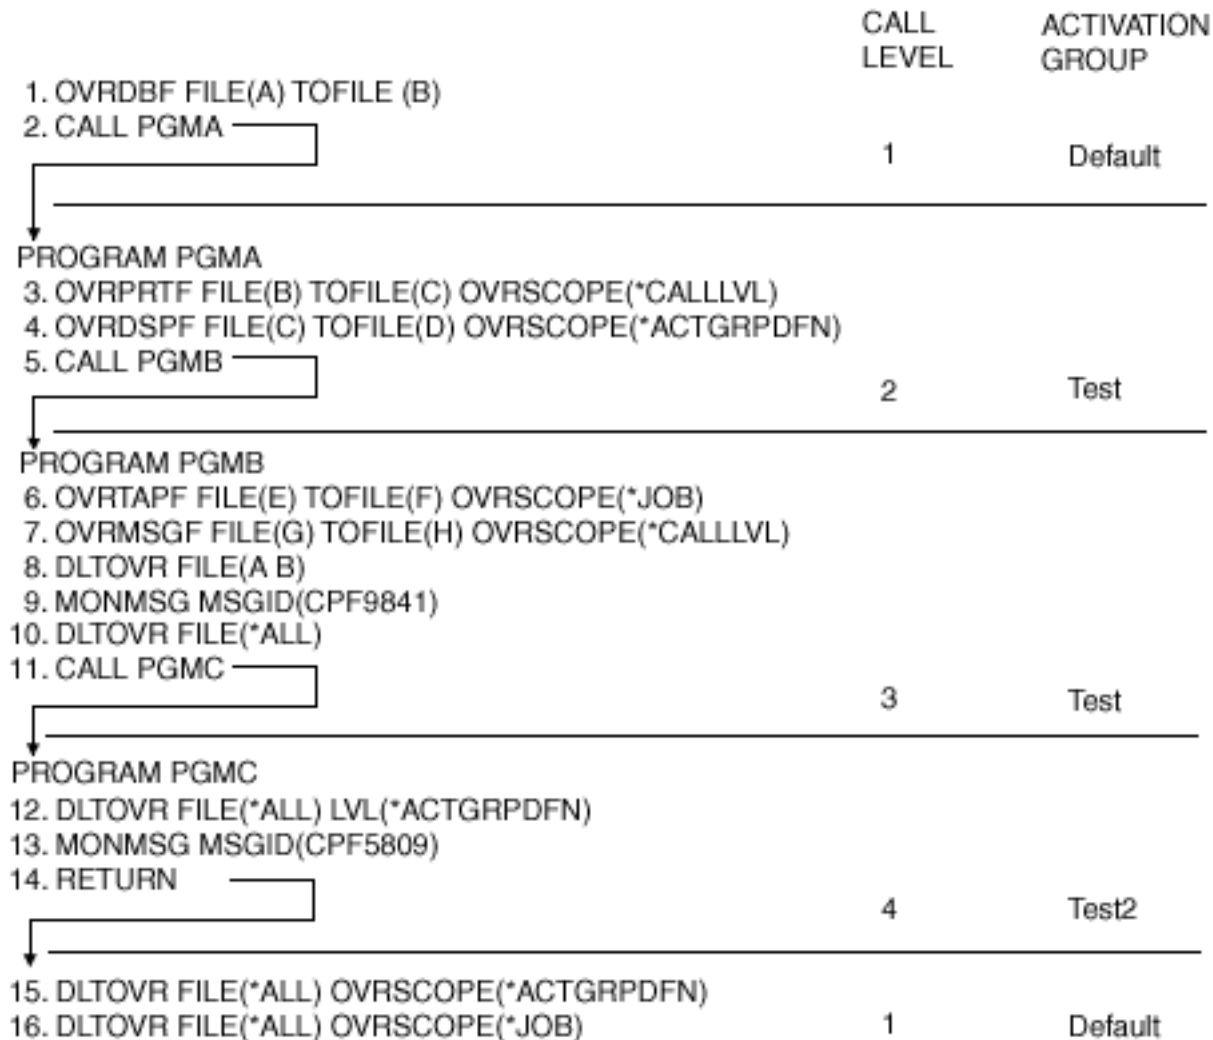 CALL LEVEL
ACTIVATION GROUP
1. OVRDBF FILE(A) TOFILE (B)
2. CALL PGMA
1 Default
PROGRAM PGMA
3. OVRPRTF FILE(B) TOFILE(C) OVRSCOPE(*CALLLVL)
4. OVRDSPF FILE(C) TOFILE(D) OVRSCOPE(*ACTGRPDFN)
5. CALL PGMB
2 Test
PROGRAM PGMB
6. OVRTAPF FILE(E) TOFILE(F) OVRSCOPE(*JOB)
7. OVRMSGF FILE(G) TOFILE(H) OVRSCOPE(*CALLLVL)
8. DLTOVR FILE(A B)
9. MONMSG MSGID(CPF9841)
10. DLTOVR FILE(*ALL)
11. CALL PGMC
3 Test
PROGRAM PGMC
12. DLTOVR FILE(*ALL) LVL(*ACTGRPDFN)
13. MONMSG MSGID(CPF5809)
14. RETURN
4 Test2
15. DLTOVR FILE(*ALL) OVRSCOPE(*ACTGRPDFN)
16. DLTOVR FILE(*ALL) OVRSCOPE(*JOB)
1 Default